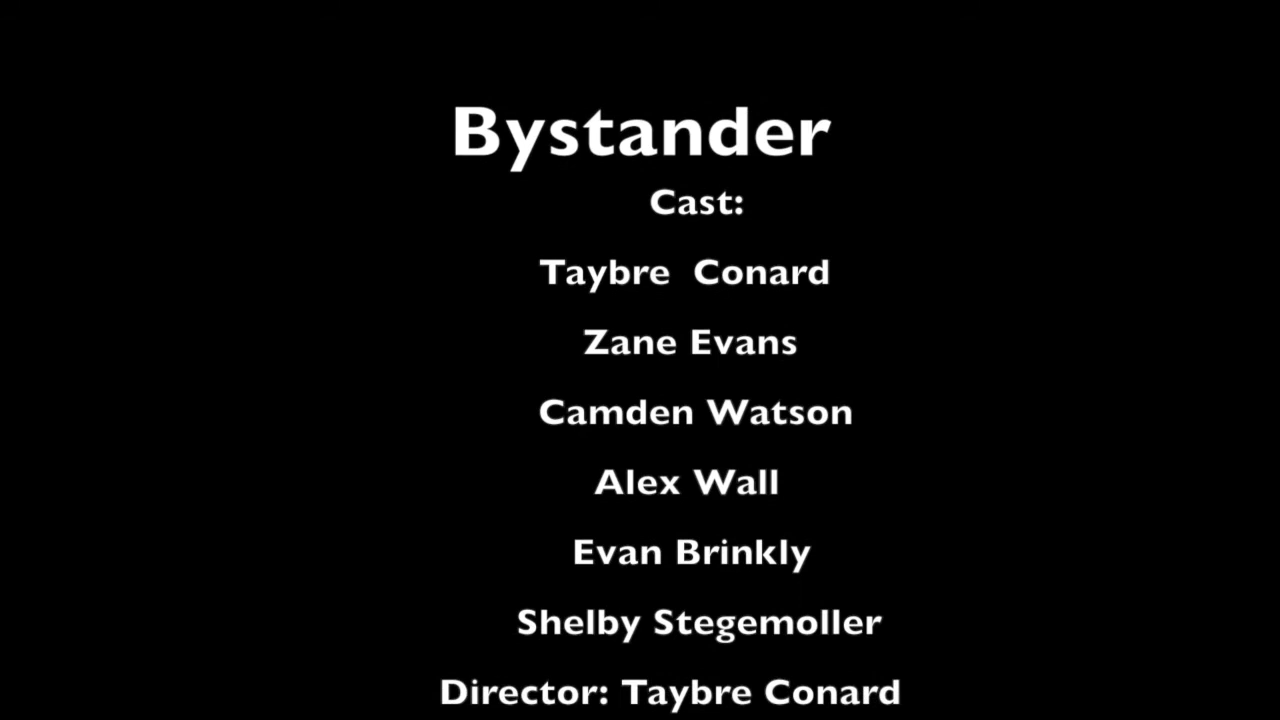 Bystander
Cast:
Taybre  Conard
Zane Evans
Camden Watson
Alex Wall
Evan Brinkly
Shelby Stegemoller
Director: Taybre Conard